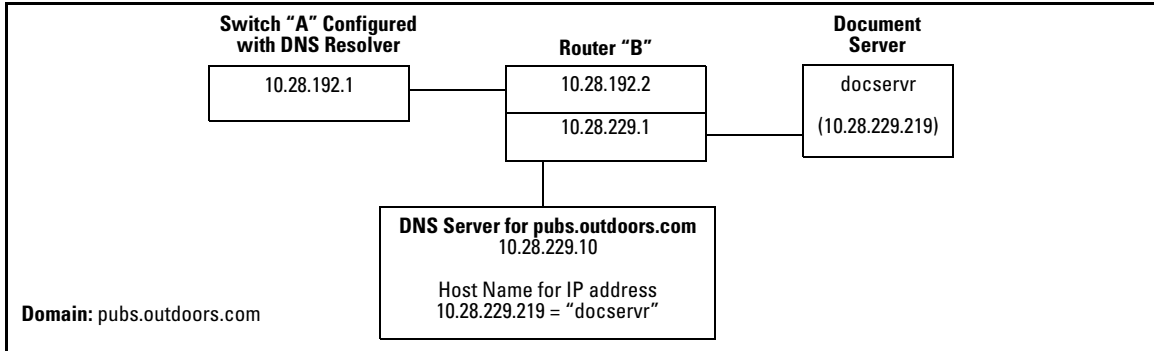 Switch “A” Configured
with DNS Resolver
10.28.192.1
Router “B”
10.28.192.2
10.28.229.1
Document
Server
docservr
(10.28.229.219)
DNS Server for pubs.outdoors.com
10.28.229.10
Host Name for IP address
10.28.229.219 = “docservr”
Domain: pubs.outdoors.com